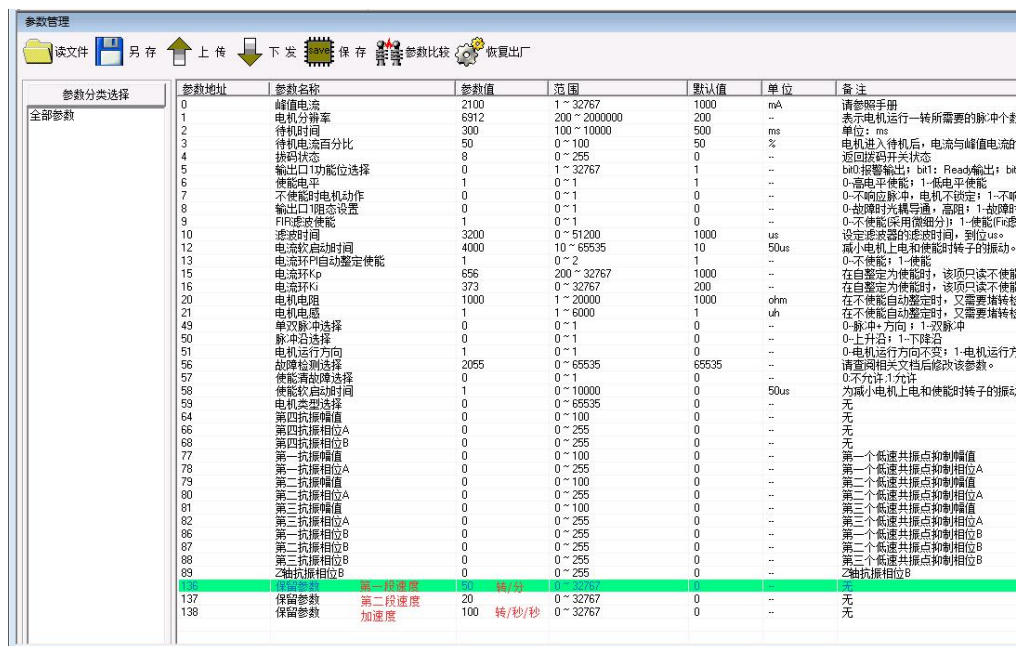 参数管理
读文件 另存 上传 下发 save 保存 参数比较 恢复出厂
参数分类选择
全部参数
参数地址 参数名称 参数值 范围 默认值 单位 备注
0 峰值电流 2100 1~32767 1000 mA 请参照手册
1 电机分辨率 6912 200~2000000 200 -- 表示电机运行一转所需要的脉冲个数
2 待机时间 300 100~10000 500 ms 单位: ms
3 待机电流百分比 50 0~100 50 % 电机进入待机后, 电流与峰值电流的
4 拨码状态 8 0~255 0 -- 返回拨码开关状态
5 输出口1功能位选择 0 1~32767 1 -- bit0:报警输出; bit1: Ready输出; bit
6 使能电平 0 0~1 1 -- 0-高电平使能; 1-低电平使能
7 不使能时电机动作 0 0~1 0 -- 0-不响应脉冲, 电机不锁定; 1-不响
8 输出口1阻态设置 0 0~1 0 -- 0-故障时光耦导通, 高阻; 1-故障时
9 FIR滤波使能 1 0~1 0 -- 0-不使能(采用微细分); 1-使能(Fir滤
10 滤波时间 3200 0~51200 1000 us 设定滤波器的滤波时间, 到位us。
12 电流软启动时间 4000 10~65535 10 50us 减小电机上电和使能时转子的振动。
13 电流环PI自动整定使能 1 0~2 1 -- 0-不使能; 1-使能
15 电流环Kp 656 200~32767 1000 -- 在自整定为使能时, 该项只读不使能
16 电流环Ki 373 0~32767 200 -- 在自整定为使能时, 该项只读不使能
20 电机电阻 1000 1~20000 1000 ohm 在不使能自动整定时, 又需要堵转检
21 电机电感 1 1~6000 1 uh 在不使能自动整定时, 又需要堵转检
49 单双脉冲选择 0 0~1 0 -- 0-脉冲+方向; 1-双脉冲
50 脉冲沿选择 0 0~1 0 -- 0-上升沿; 1-下降沿
51 电机运行方向 1 0~1 0 -- 0-电机运行方向不变; 1-电机运行方
56 故障检测选择 2055 0~65535 65535 -- 请查阅相关文档后修改该参数。
57 使能清故障选择 0 0~1 0 -- 0:不允许;1:允许
58 使能软启动时间 1 0~10000 0 50us 为减小电机上电和使能时转子的振动
59 电机类型选择 0 0~65535 0 -- 无
64 第四抗振幅值 0 0~100 0 -- 无
66 第四抗振相位A 0 0~255 0 -- 无
68 第四抗振相位B 0 0~255 0 -- 无
77 第一抗振幅值 0 0~100 0 -- 第一个低速共振点抑制幅值
78 第一抗振相位A 0 0~255 0 -- 第一个低速共振点抑制相位A
79 第二抗振幅值 0 0~100 0 -- 第二个低速共振点抑制幅值
80 第二抗振相位A 0 0~255 0 -- 第二个低速共振点抑制相位A
81 第三抗振幅值 0 0~100 0 -- 第三个低速共振点抑制幅值
82 第三抗振相位A 0 0~255 0 -- 第三个低速共振点抑制相位A
86 第一抗振相位B 0 0~255 0 -- 第一个低速共振点抑制相位B
87 第二抗振相位B 0 0~255 0 -- 第二个低速共振点抑制相位B
88 第三抗振相位B 0 0~255 0 -- 第三个低速共振点抑制相位B
89 Z轴抗振相位B 0 0~255 0 -- Z轴抗振相位B
136 保留参数 第一段速度 50 转/分 0~32767 0 -- 无
137 保留参数 第二段速度 20 0~32767 0 -- 无
138 保留参数 加速度 100 转/秒/秒 0~32767 0 -- 无